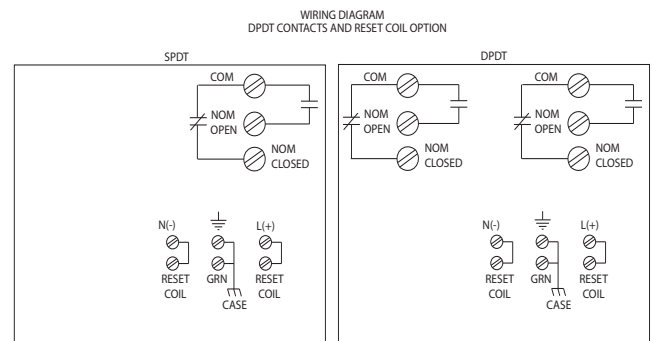 WIRING DIAGRAM
DPDT CONTACTS AND RESET COIL OPTION
SPDT
COM
NOM
OPEN
NOM
CLOSED
N(-)
L(+)
RESET
COIL
GRN
RESET
COIL
CASE
DPDT
COM
NOM
OPEN
NOM
CLOSED
COM
NOM
OPEN
NOM
CLOSED
N(-)
L(+)
RESET
COIL
GRN
RESET
COIL
CASE